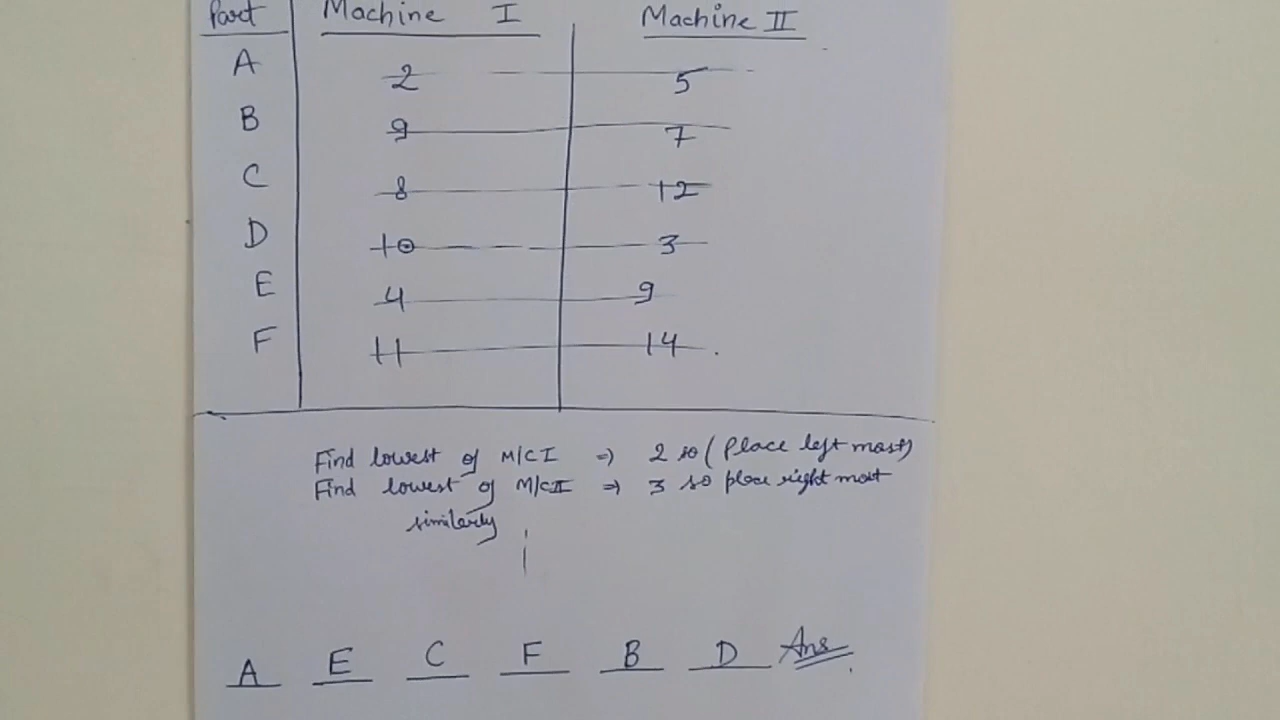 Part Machine I Machine II
A 2 5
B 9 7
C 8 12
D 10 3
E 4 9
F 11 14.
Find lowest of M/C I => 2 so (Place left most)
Find lowest of M/C II => 3 so place right most
similarly
A E C F B D Ans.